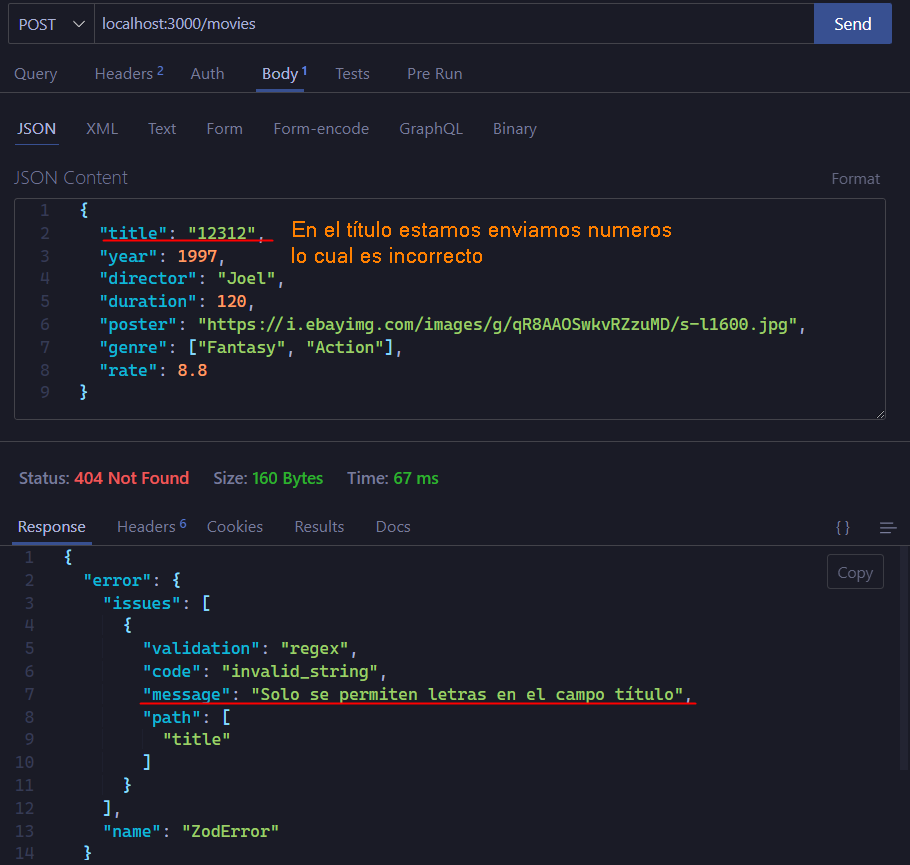 POST localhost:3000/movies Send
Query Headers 2 Auth Body 1 Tests Pre Run
JSON XML Text Form Form-encode GraphQL Binary
JSON Content Format
1 {
2 "title": "12312",
En el título estamos enviamos numeros
3 "year": 1997,
lo cual es incorrecto
4 "director": "Joel",
5 "duration": 120,
6 "poster": "https://i.ebayimg.com/images/g/qR8AAOSwkvRZzuMD/s-l1600.jpg",
7 "genre": ["Fantasy", "Action"],
8 "rate": 8.8
9 }
Status: 404 Not Found Size: 160 Bytes Time: 67 ms
Response Headers 6 Cookies Results Docs { }
1 {
Copy
2 "error": {
3 "issues": [
4 {
5 "validation": "regex",
6 "code": "invalid_string",
7 "message": "Solo se permiten letras en el campo título",
8 "path": [
9 "title"
10 ]
11 }
12 ],
13 "name": "ZodError"
14 }